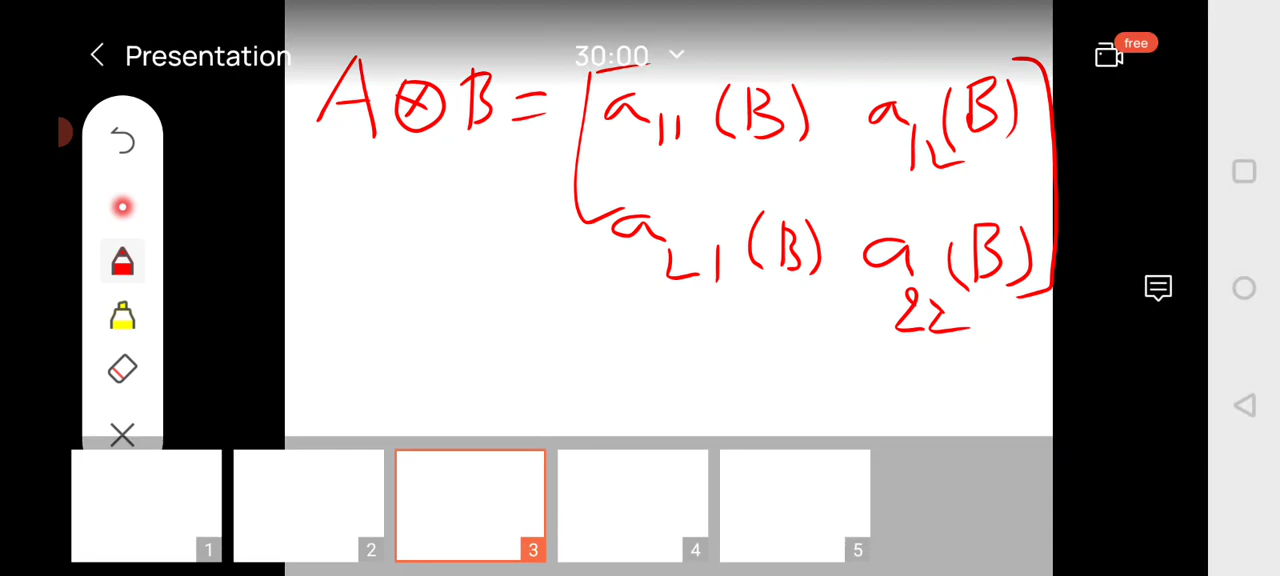 Presentation
30:00
free
A ⊗ B = [ a₁₁ (B) a₁₂ (B)
a₂₁ (B) a₂₂ (B) ]
1 2 3 4 5